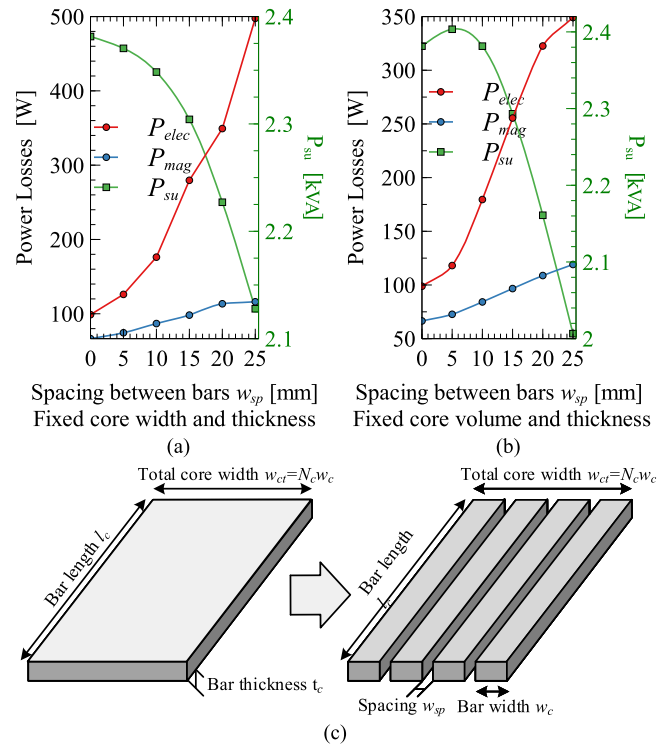 500
400
300
200
100
Power Losses [W]
P_elec
P_mag
P_su
2.4
2.3
2.2
2.1
P_su [kVA]
0 5 10 15 20 25
Spacing between bars w_sp [mm]
Fixed core width and thickness
(a)
350
300
250
200
150
100
50
Power Losses [W]
P_elec
P_mag
P_su
2.4
2.3
2.2
2.1
2
P_su [kVA]
0 5 10 15 20 25
Spacing between bars w_sp [mm]
Fixed core volume and thickness
(b)
Total core width w_ct=N_cw_c
Bar length l_c
Bar thickness t_c
Total core width w_ct=N_cw_c
Bar length
l_c
Spacing w_sp
Bar width w_c
(c)